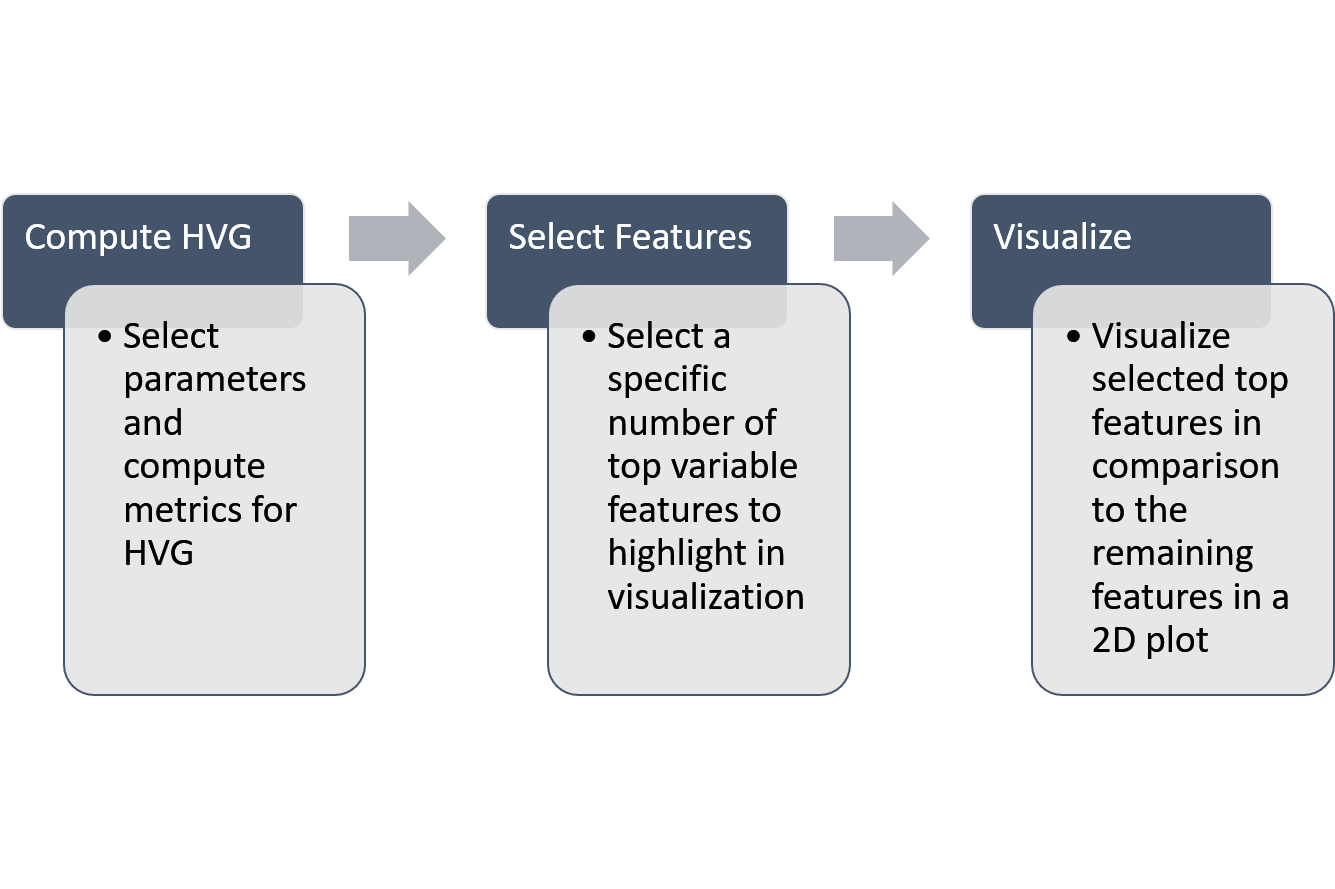 Compute HVG
• Select
parameters
and
compute
metrics for
HVG
Select Features
• Select a
specific
number of
top variable
features to
highlight in
visualization
Visualize
• Visualize
selected top
features in
comparison
to the
remaining
features in a
2D plot